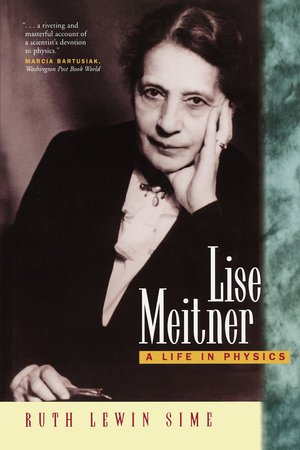 “. . . a riveting and
masterful account of
a scientist’s devotion
to physics.”
MARCIA BARTUSIAK,
Washington Post Book World
Lise
Meitner
A LIFE IN PHYSICS
RUTH LEWIN SIME